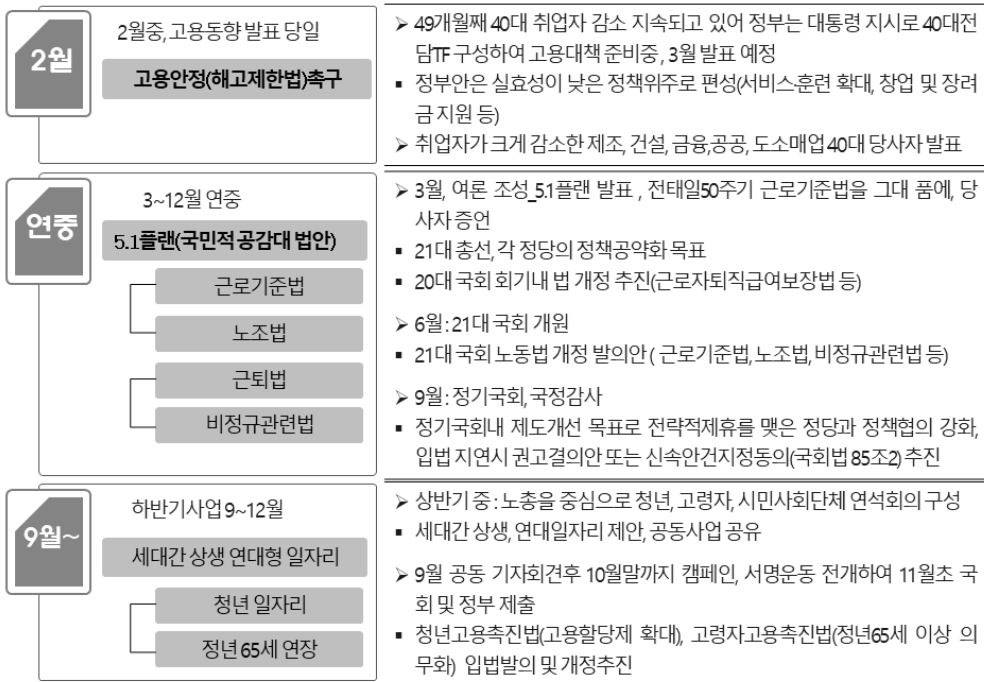 2월
2월중, 고용동향 발표 당일
고용안정(해고제한법)촉구
➢ 49개월째 40대 취업자 감소 지속되고 있어 정부는 대통령 지시로 40대전
담TF 구성하여 고용대책 준비중, 3월 발표 예정
▪ 정부안은 실효성이 낮은 정책위주로 편성(서비스·훈련 확대, 창업 및 장려
금 지원 등)
➢ 취업자가 크게 감소한 제조, 건설, 금융,공공, 도소매업 40대 당사자 발표
연중
3~12월 연중
5.1플랜(국민적 공감대 법안)
근로기준법
노조법
근퇴법
비정규관련법
➢ 3월, 여론 조성_5.1플랜 발표 , 전태일50주기 근로기준법을 그대 품에, 당
사자 증언
▪ 21대 총선, 각 정당의 정책공약화 목표
▪ 20대 국회 회기내 법 개정 추진(근로자퇴직급여보장법 등)
➢ 6월 : 21대 국회 개원
▪ 21대 국회 노동법 개정 발의안 ( 근로기준법, 노조법, 비정규관련법 등)
➢ 9월 : 정기국회, 국정감사
▪ 정기국회내 제도개선 목표로 전략적제휴를 맺은 정당과 정책협의 강화,
입법 지연시 권고결의안 또는 신속안건지정동의(국회법 85조2) 추진
9월~
하반기사업 9~12월
세대간 상생 연대형 일자리
청년 일자리
정년 65세 연장
➢ 상반기 중 : 노총을 중심으로 청년, 고령자, 시민사회단체 연석회의 구성
▪ 세대간 상생, 연대일자리 제안, 공동사업 공유
➢ 9월 공동 기자회견후 10월말까지 캠페인, 서명운동 전개하여 11월초 국
회 및 정부 제출
▪ 청년고용촉진법(고용할당제 확대), 고령자고용촉진법(정년65세 이상 의
무화) 입법발의 및 개정추진